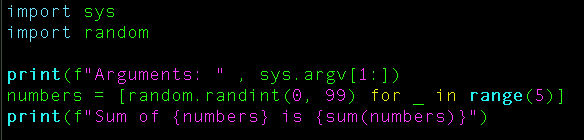 import sys
import random
print(f"Arguments: " , sys.argv[1:])
numbers = [random.randint(0, 99) for _ in range(5)]
print(f"Sum of {numbers} is {sum(numbers)}")